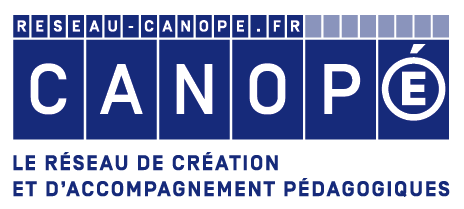 RESEAU-CANOPE.FR
CANOPÉ
LE RÉSEAU DE CRÉATION
ET D'ACCOMPAGNEMENT PÉDAGOGIQUES